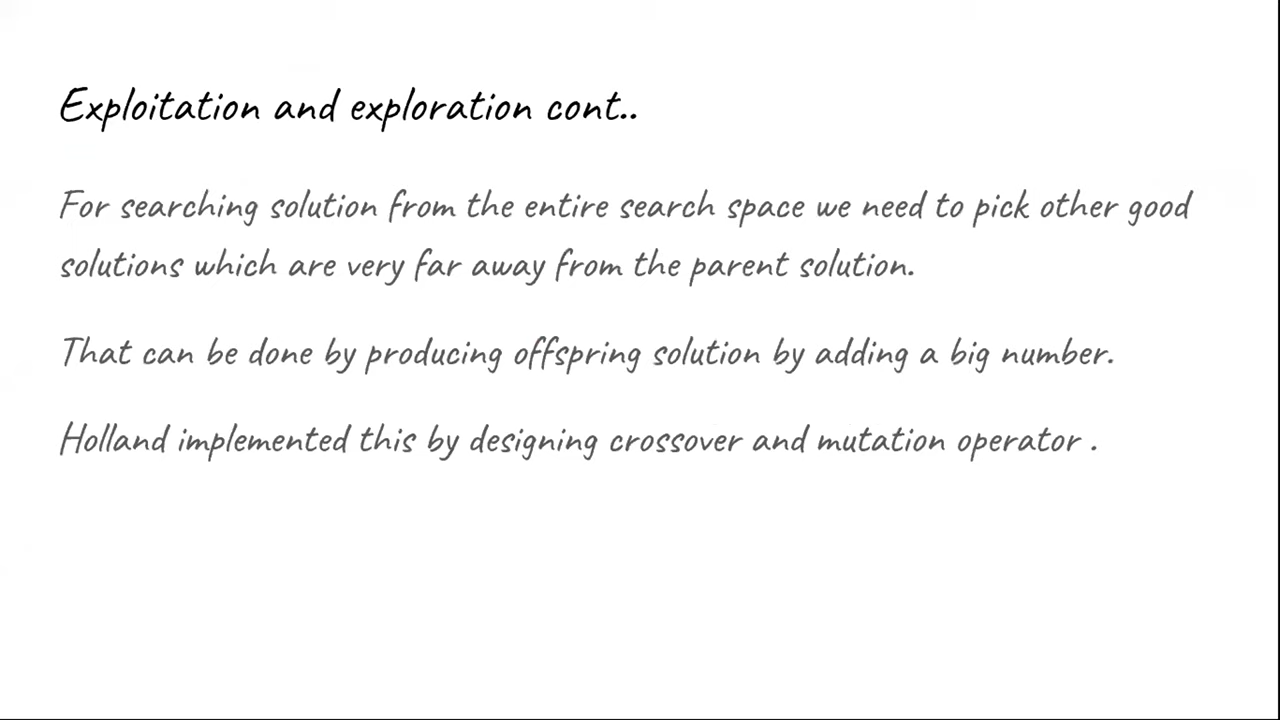 Exploitation and exploration cont..
For searching solution from the entire search space we need to pick other good
solutions which are very far away from the parent solution.
That can be done by producing offspring solution by adding a big number.
Holland implemented this by designing crossover and mutation operator .